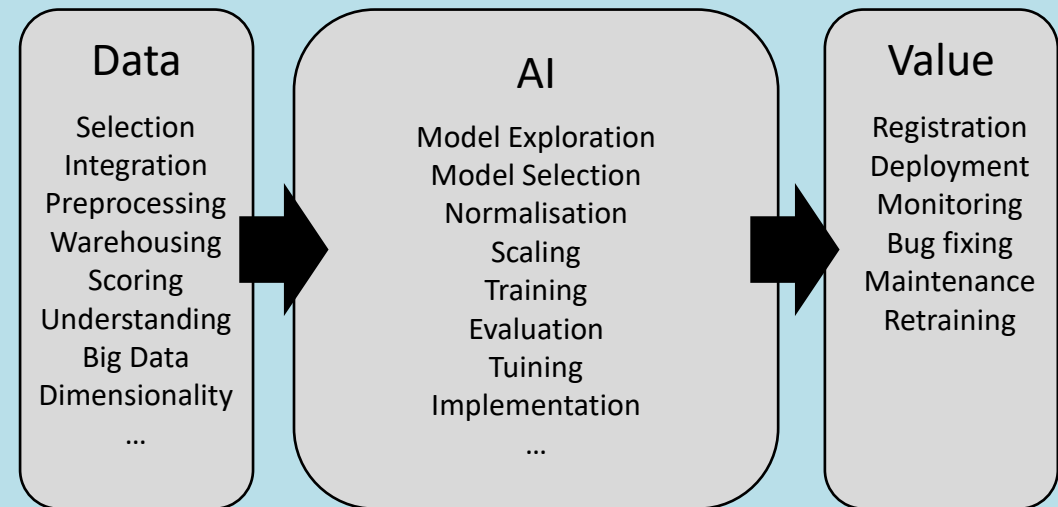 Data
Selection
Integration
Preprocessing
Warehousing
Scoring
Understanding
Big Data
Dimensionality
...
AI
Model Exploration
Model Selection
Normalisation
Scaling
Training
Evaluation
Tuining
Implementation
...
Value
Registration
Deployment
Monitoring
Bug fixing
Maintenance
Retraining